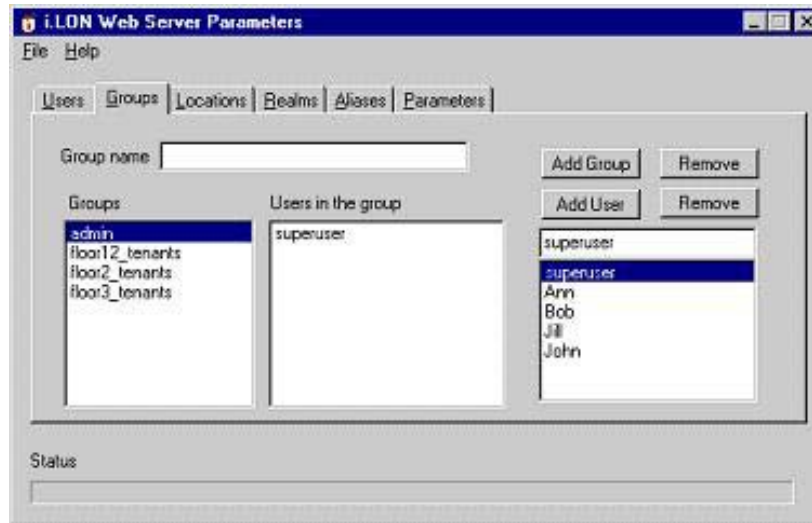 i.LON Web Server Parameters
File Help
Users Groups Locations Realms Aliases Parameters
Group name
Add Group Remove
Groups Users in the group Add User Remove
admin superuser superuser
floor12_tenants superuser
floor2_tenants Ann
floor3_tenants Bob
Jill
John
Status